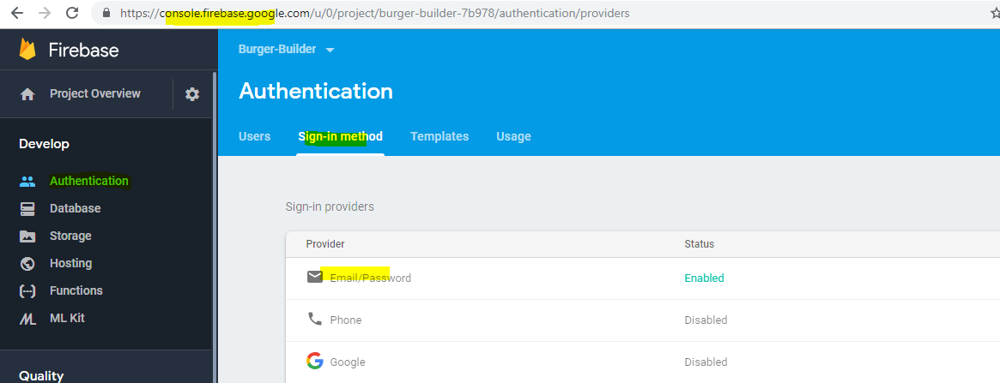 https://console.firebase.google.com/u/0/project/burger-builder-7b978/authentication/providers
Firebase
Burger-Builder
Project Overview
Authentication
Users Sign-in method Templates Usage
Develop
Authentication
Database
Storage
Hosting
Functions
ML Kit
Quality
Sign-in providers
Provider Status
Email/Password Enabled
Phone Disabled
Google Disabled